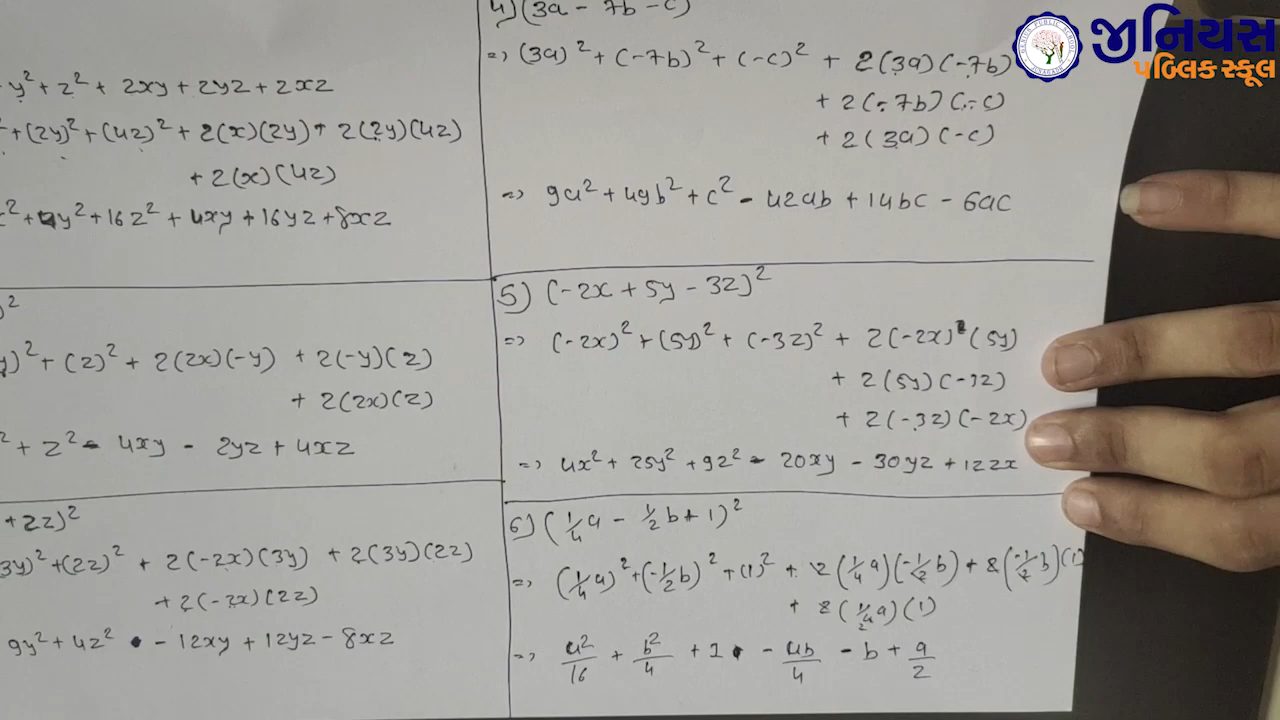 y² + z² + 2xy + 2yz + 2xz
+ (2y)² + (4z)² + 2(x)(2y) + 2(2y)(4z)
+ 2(x)(4z)
+ 4y² + 16z² + 4xy + 16yz + 8xz
)²
)² + (z)² + 2(2x)(-y) + 2(-y)(z)
+ 2(2x)(z)
² + z² - 4xy - 2yz + 4xz
+ 2z)²
3y)² + (2z)² + 2(-2x)(3y) + 2(3y)(2z)
+ 2(-2x)(2z)
9y² + 4z² - 12xy + 12yz - 8xz
4) (3a - 7b - c)
=> (3a)² + (-7b)² + (-c)² + 2(3a)(-7b)
+ 2(-7b)(-c)
+ 2(3a)(-c)
=> 9a² + 49b² + c² - 42ab + 14bc - 6ac
5) (-2x + 5y - 3z)²
=> (-2x)² + (5y)² + (-3z)² + 2(-2x)(5y)
+ 2(5y)(-3z)
+ 2(-3z)(-2x)
=> 4x² + 25y² + 9z² - 20xy - 30yz + 12zx
6) (1/4 a - 1/2 b + 1)²
=> (1/4 a)² + (-1/2 b)² + (1)² + 2(1/4 a)(-1/2 b) + 2(-1/2 b)(1)
+ 2(1/4 a)(1)
=> a²/16 + b²/4 + 1 - ab/4 - b + a/2
જીનિયસ
પબ્લિક સ્કૂલ
GENIUS PUBLIC SCHOOL